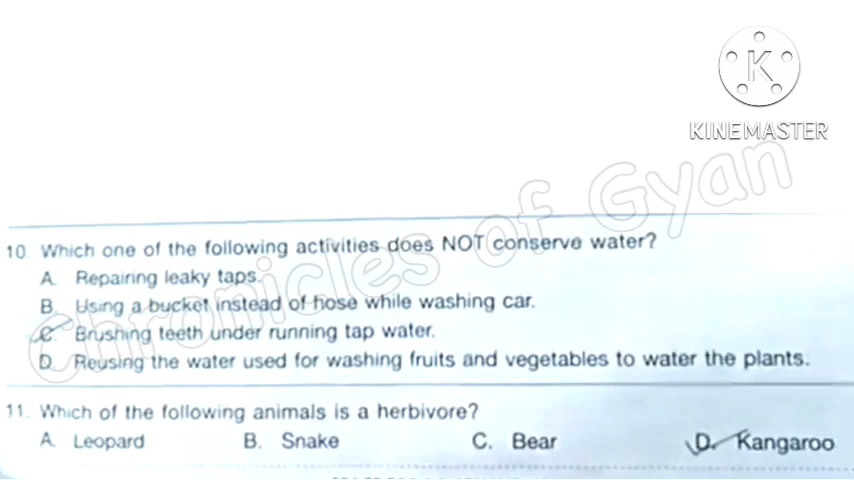 K
KINEMASTER
Chronicles of Gyan
10. Which one of the following activities does NOT conserve water?
A. Repairing leaky taps.
B. Using a bucket instead of hose while washing car.
C. Brushing teeth under running tap water.
D. Reusing the water used for washing fruits and vegetables to water the plants.
11. Which of the following animals is a herbivore?
A. Leopard B. Snake C. Bear D. Kangaroo